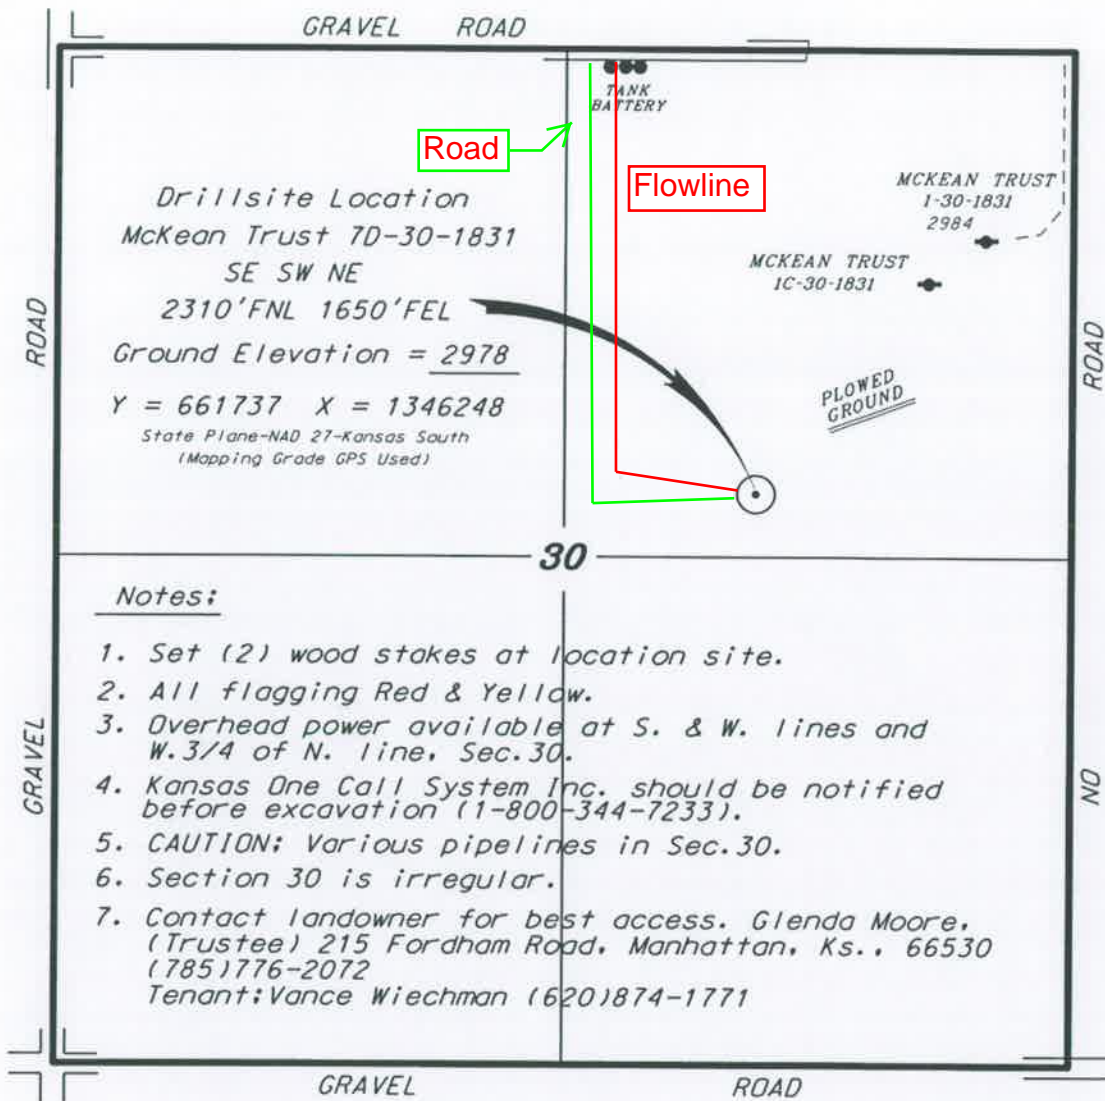 GRAVEL ROAD
TANK
BATTERY
Road
Flowline
Drillsite Location
McKean Trust 7D-30-1831
SE SW NE
2310'FNL 1650'FEL
Ground Elevation = 2978
Y = 661737 X = 1346248
State Plane-NAD 27-Kansas South
(Mapping Grade GPS Used)
MCKEAN TRUST
1-30-1831
2984
MCKEAN TRUST
1C-30-1831
PLOWED
GROUND
ROAD
ROAD
30
Notes:
1. Set (2) wood stakes at location site.
2. All flagging Red & Yellow.
3. Overhead power available at S. & W. lines and
W.3/4 of N. line, Sec.30.
4. Kansas One Call System Inc. should be notified
before excavation (1-800-344-7233).
5. CAUTION: Various pipelines in Sec.30.
6. Section 30 is irregular.
7. Contact landowner for best access. Glenda Moore,
(Trustee) 215 Fordham Road, Manhattan, Ks., 66530
(785)776-2072
Tenant:Vance Wiechman (620)874-1771
GRAVEL
NO
GRAVEL ROAD